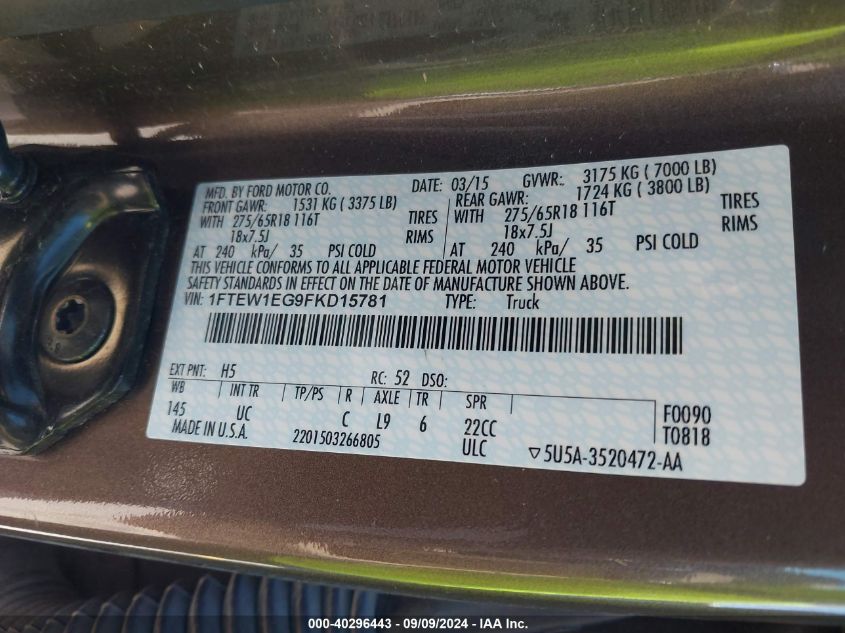 MFD. BY FORD MOTOR CO. DATE: 03/15 GVWR: 3175 KG ( 7000 LB)
FRONT GAWR: 1531 KG ( 3375 LB) REAR GAWR: 1724 KG ( 3800 LB)
WITH 275/65R18 116T TIRES WITH 275/65R18 116T TIRES
18x7.5J RIMS 18x7.5J RIMS
AT 240 kPa/ 35 PSI COLD AT 240 kPa/ 35 PSI COLD
THIS VEHICLE CONFORMS TO ALL APPLICABLE FEDERAL MOTOR VEHICLE
SAFETY STANDARDS IN EFFECT ON THE DATE OF MANUFACTURE SHOWN ABOVE.
VIN: 1FTEW1EG9FKD15781 TYPE: Truck
EXT PNT: H5 RC: 52 DSO:
WB INT TR TP/PS R AXLE TR SPR
145 UC C L9 6 22CC F0090
MADE IN U.S.A. 2201503266805 ULC ▽5U5A-3520472-AA T0818
000-40296443 - 09/09/2024 - IAA Inc.